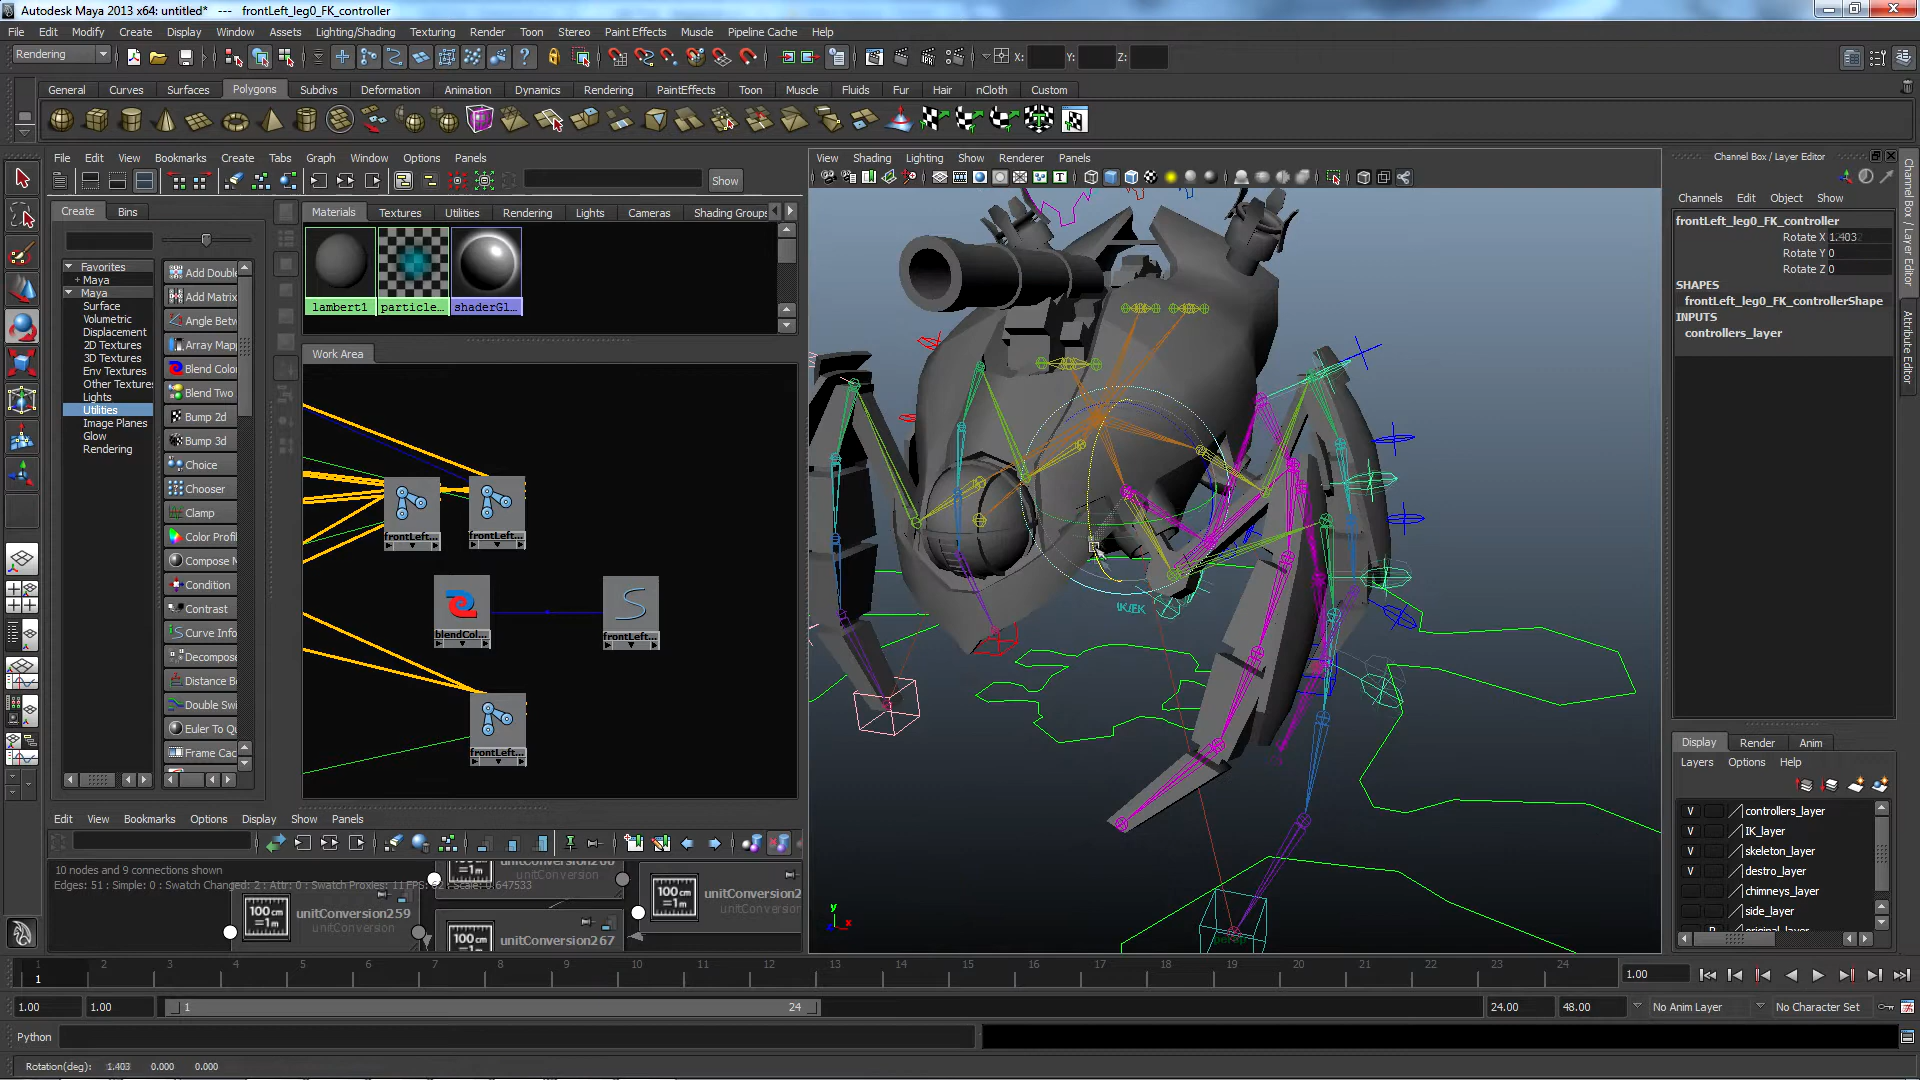 Autodesk Maya 2013 x64: untitled*   ---   frontLeft_leg0_FK_controller
File Edit Modify Create Display Window Assets Lighting/Shading Texturing Render Toon Stereo Paint Effects Muscle Pipeline Cache Help
Rendering
X: Y: Z:
General Curves Surfaces Polygons Subdivs Deformation Animation Dynamics Rendering PaintEffects Toon Muscle Fluids Fur Hair nCloth Custom
File Edit View Bookmarks Create Tabs Graph Window Options Panels
Show
Create Bins
Favorites
+ Maya
Maya
Surface
Volumetric
Displacement
2D Textures
3D Textures
Env Textures
Other Textures
Lights
Utilities
Image Planes
Glow
Rendering
Add Double
Add Matrix
Angle Betw
Array Mapp
Blend Color
Blend Two
Bump 2d
Bump 3d
Choice
Chooser
Clamp
Color Profil
Compose M
Condition
Contrast
Curve Info
Decompose
Distance B
Double Swi
Euler To Qu
Frame Cac
Materials Textures Utilities Rendering Lights Cameras Shading Groups
lambert1 particle... shaderGl...
Work Area
frontLeft... frontLeft...
blendCol... frontLeft...
frontLeft...
Edit View Bookmarks Options Display Show Panels
10 nodes and 9 connections shown
unitConversion
unitConversion259
unitConversion
unitConversion267
unitConversion2
unitConversion
View Shading Lighting Show Renderer Panels
IK/FK
persp
y
x
Channel Box / Layer Editor
Channels Edit Object Show
frontLeft_leg0_FK_controller
Rotate X 1.403
Rotate Y 0
Rotate Z 0
SHAPES
frontLeft_leg0_FK_controllerShape
INPUTS
controllers_layer
Channel Box / Layer Editor
Attribute Editor
Display Render Anim
Layers Options Help
V controllers_layer
V IK_layer
V skeleton_layer
V destro_layer
chimneys_layer
side_layer
1 2 3 4 5 6 7 8 9 10 11 12 13 14 15 16 17 18 19 20 21 22 23 24
1
1.00
1.00 1.00 1 24 24.00 48.00 No Anim Layer No Character Set
Python
Rotation(deg): 1.403 0.000 0.000